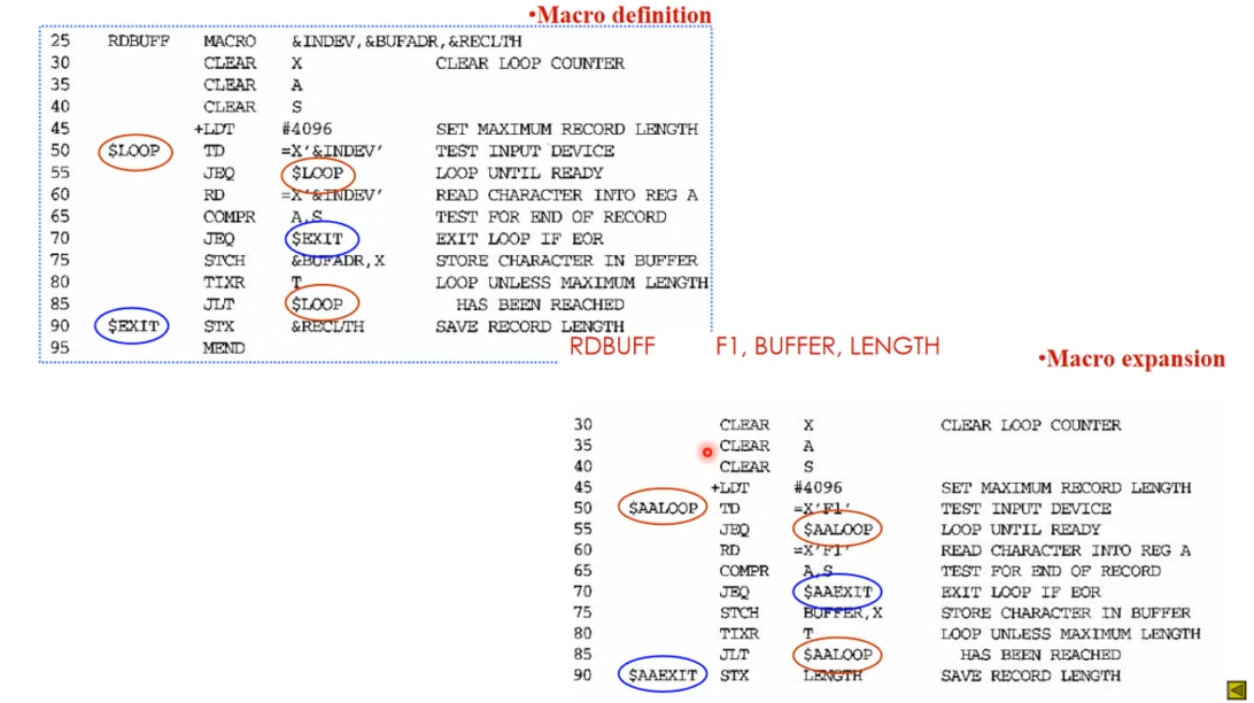 •Macro definition
25 RDBUFF MACRO &INDEV,&BUFADR,&RECLTH
30 CLEAR X CLEAR LOOP COUNTER
35 CLEAR A
40 CLEAR S
45 +LDT #4096 SET MAXIMUM RECORD LENGTH
50 $LOOP TD =X'&INDEV' TEST INPUT DEVICE
55 JEQ $LOOP LOOP UNTIL READY
60 RD =X'&INDEV' READ CHARACTER INTO REG A
65 COMPR A,S TEST FOR END OF RECORD
70 JEQ $EXIT EXIT LOOP IF EOR
75 STCH &BUFADR,X STORE CHARACTER IN BUFFER
80 TIXR T LOOP UNLESS MAXIMUM LENGTH
85 JLT $LOOP HAS BEEN REACHED
90 $EXIT STX &RECLTH SAVE RECORD LENGTH
95 MEND
RDBUFF F1, BUFFER, LENGTH
•Macro expansion
30 CLEAR X CLEAR LOOP COUNTER
35 CLEAR A
40 CLEAR S
45 +LDT #4096 SET MAXIMUM RECORD LENGTH
50 $AALOOP TD =X'F1' TEST INPUT DEVICE
55 JEQ $AALOOP LOOP UNTIL READY
60 RD =X'F1' READ CHARACTER INTO REG A
65 COMPR A,S TEST FOR END OF RECORD
70 JEQ $AAEXIT EXIT LOOP IF EOR
75 STCH BUFFER,X STORE CHARACTER IN BUFFER
80 TIXR T LOOP UNLESS MAXIMUM LENGTH
85 JLT $AALOOP HAS BEEN REACHED
90 $AAEXIT STX LENGTH SAVE RECORD LENGTH